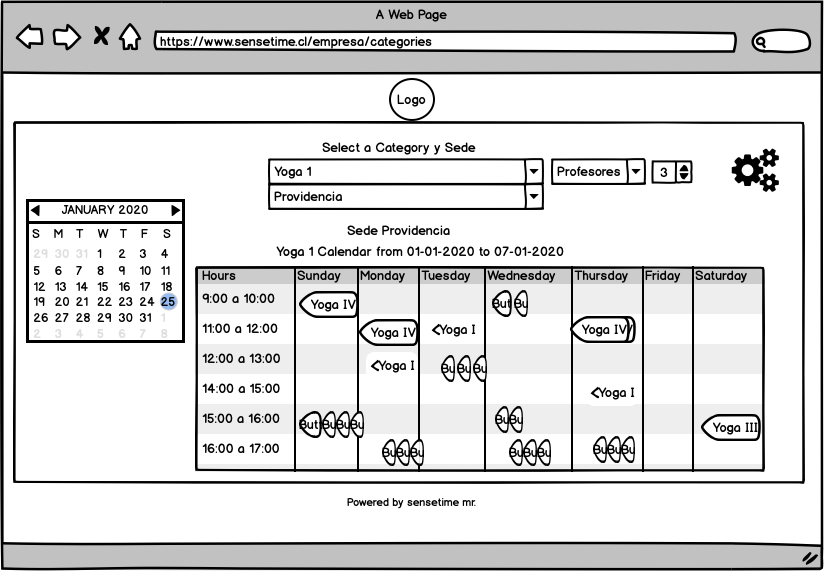 A Web Page
https://www.sensetime.cl/empresa/categories
Logo
Select a Category y Sede
Yoga 1
Profesores
3
Providencia
JANUARY 2020
S M T W T F S
29 30 31 1 2 3 4
5 6 7 8 9 10 11
12 13 14 15 16 17 18
19 20 21 22 23 24 25
26 27 28 29 30 31 1
2 3 4 5 6 7 8
Sede Providencia
Yoga 1 Calendar from 01-01-2020 to 07-01-2020
Hours Sunday Monday Tuesday Wednesday Thursday Friday Saturday
9:00 a 10:00 Yoga IV But Bu
11:00 a 12:00 Yoga IV <Yoga I Yoga IV
12:00 a 13:00 <Yoga I Bu Bu Bu
14:00 a 15:00 <Yoga I
15:00 a 16:00 But Bu Bu Bu Bu Bu Yoga III
16:00 a 17:00 Bu Bu Bu Bu Bu Bu Bu Bu Bu
Powered by sensetime mr.